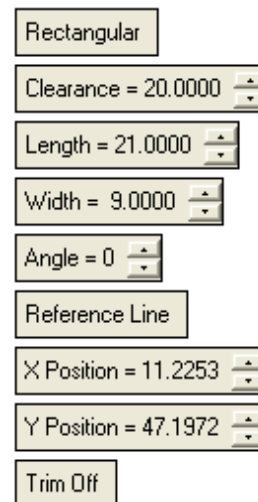 Rectangular
Clearance = 20.0000
Length = 21.0000
Width =  9.0000
Angle = 0
Reference Line
X Position = 11.2253
Y Position = 47.1972
Trim Off